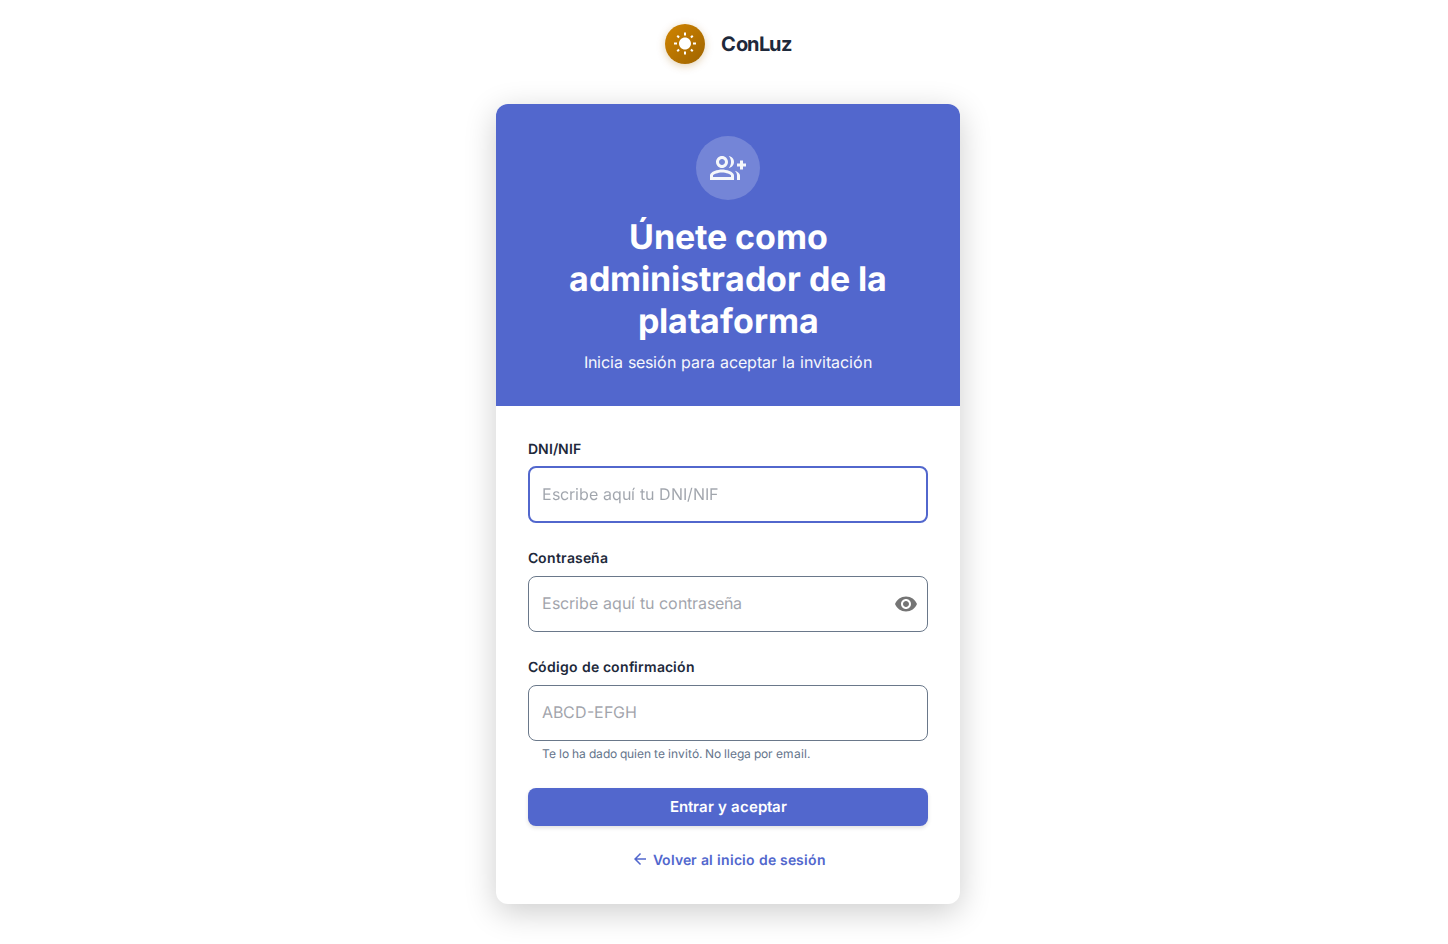 ConLuz
Únete como
administrador de la
plataforma
Inicia sesión para aceptar la invitación
DNI/NIF
Escribe aquí tu DNI/NIF
Contraseña
Escribe aquí tu contraseña
Código de confirmación
ABCD-EFGH
Te lo ha dado quien te invitó. No llega por email.
Entrar y aceptar
Volver al inicio de sesión